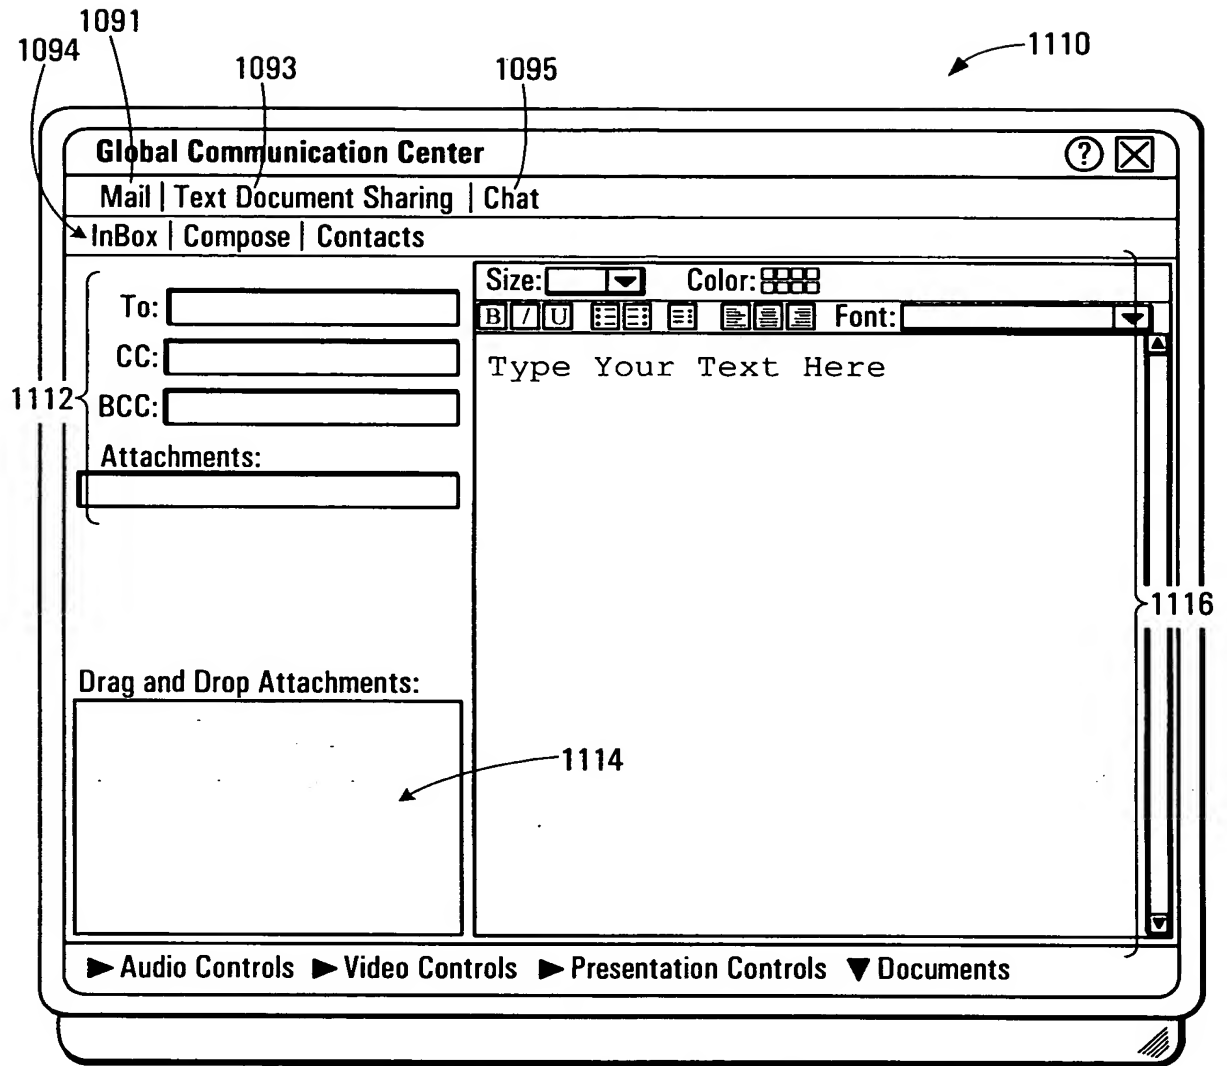 1091
1094
1093
1095
1110
Global Communication Center ?
Mail | Text Document Sharing | Chat
InBox | Compose | Contacts
Size: Color:
B I U Font:
To:
CC:
BCC:
1112
Attachments:
Type Your Text Here
1116
Drag and Drop Attachments:
1114
Audio Controls Video Controls Presentation Controls Documents